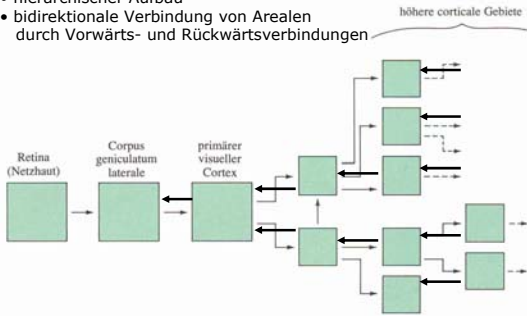 • hierarchischer Aufbau
• bidirektionale Verbindung von Arealen
durch Vorwärts- und Rückwärtsverbindungen
höhere corticale Gebiete
Retina
(Netzhaut)
Corpus
geniculatum
laterale
primärer
visueller
Cortex